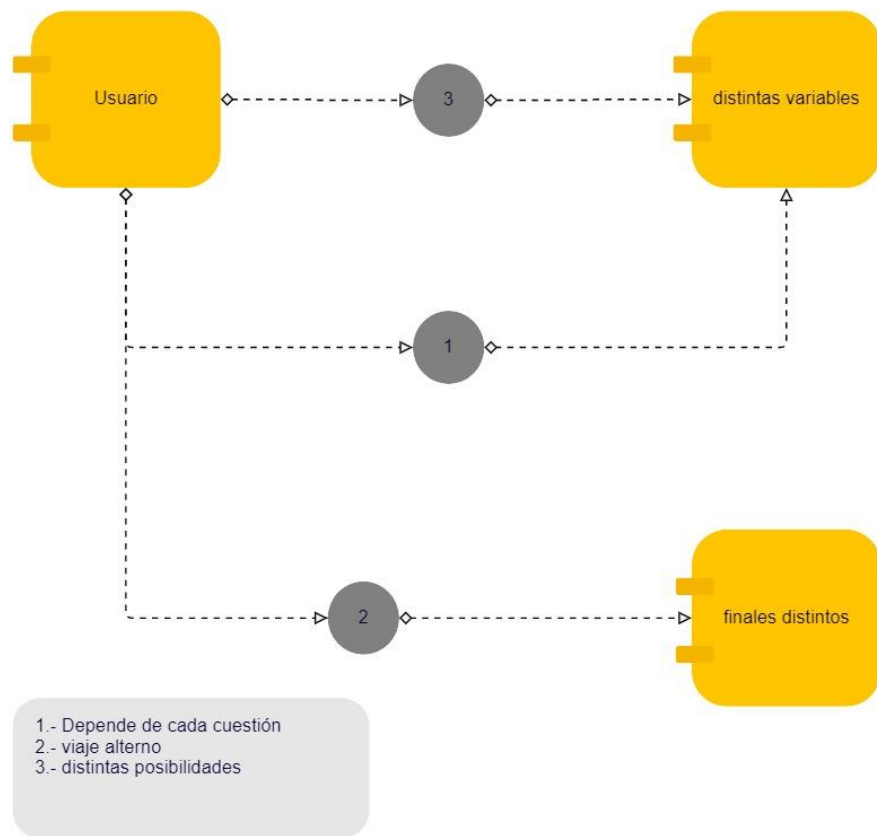 Usuario
3
distintas variables
1
2
finales distintos
1.- Depende de cada cuestión
2.- viaje alterno
3.- distintas posibilidades